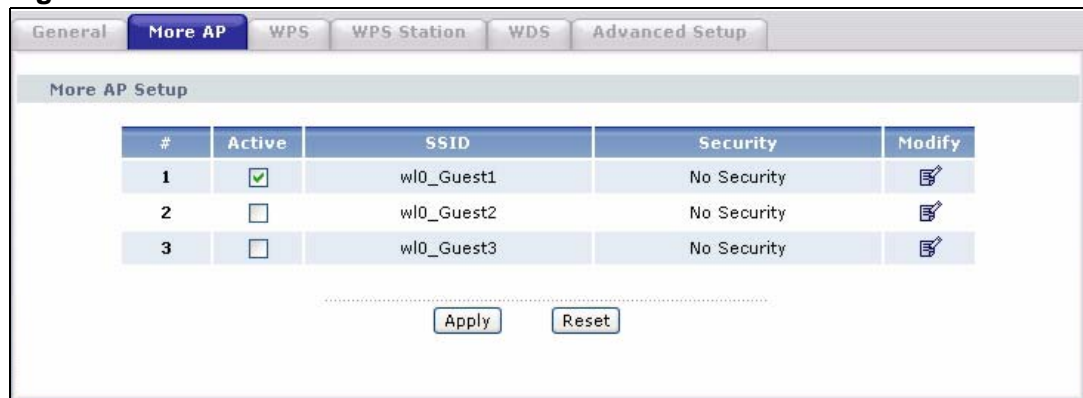 General More AP WPS WPS Station WDS Advanced Setup
More AP Setup
# Active SSID Security Modify
1 wl0_Guest1 No Security
2 wl0_Guest2 No Security
3 wl0_Guest3 No Security
Apply Reset